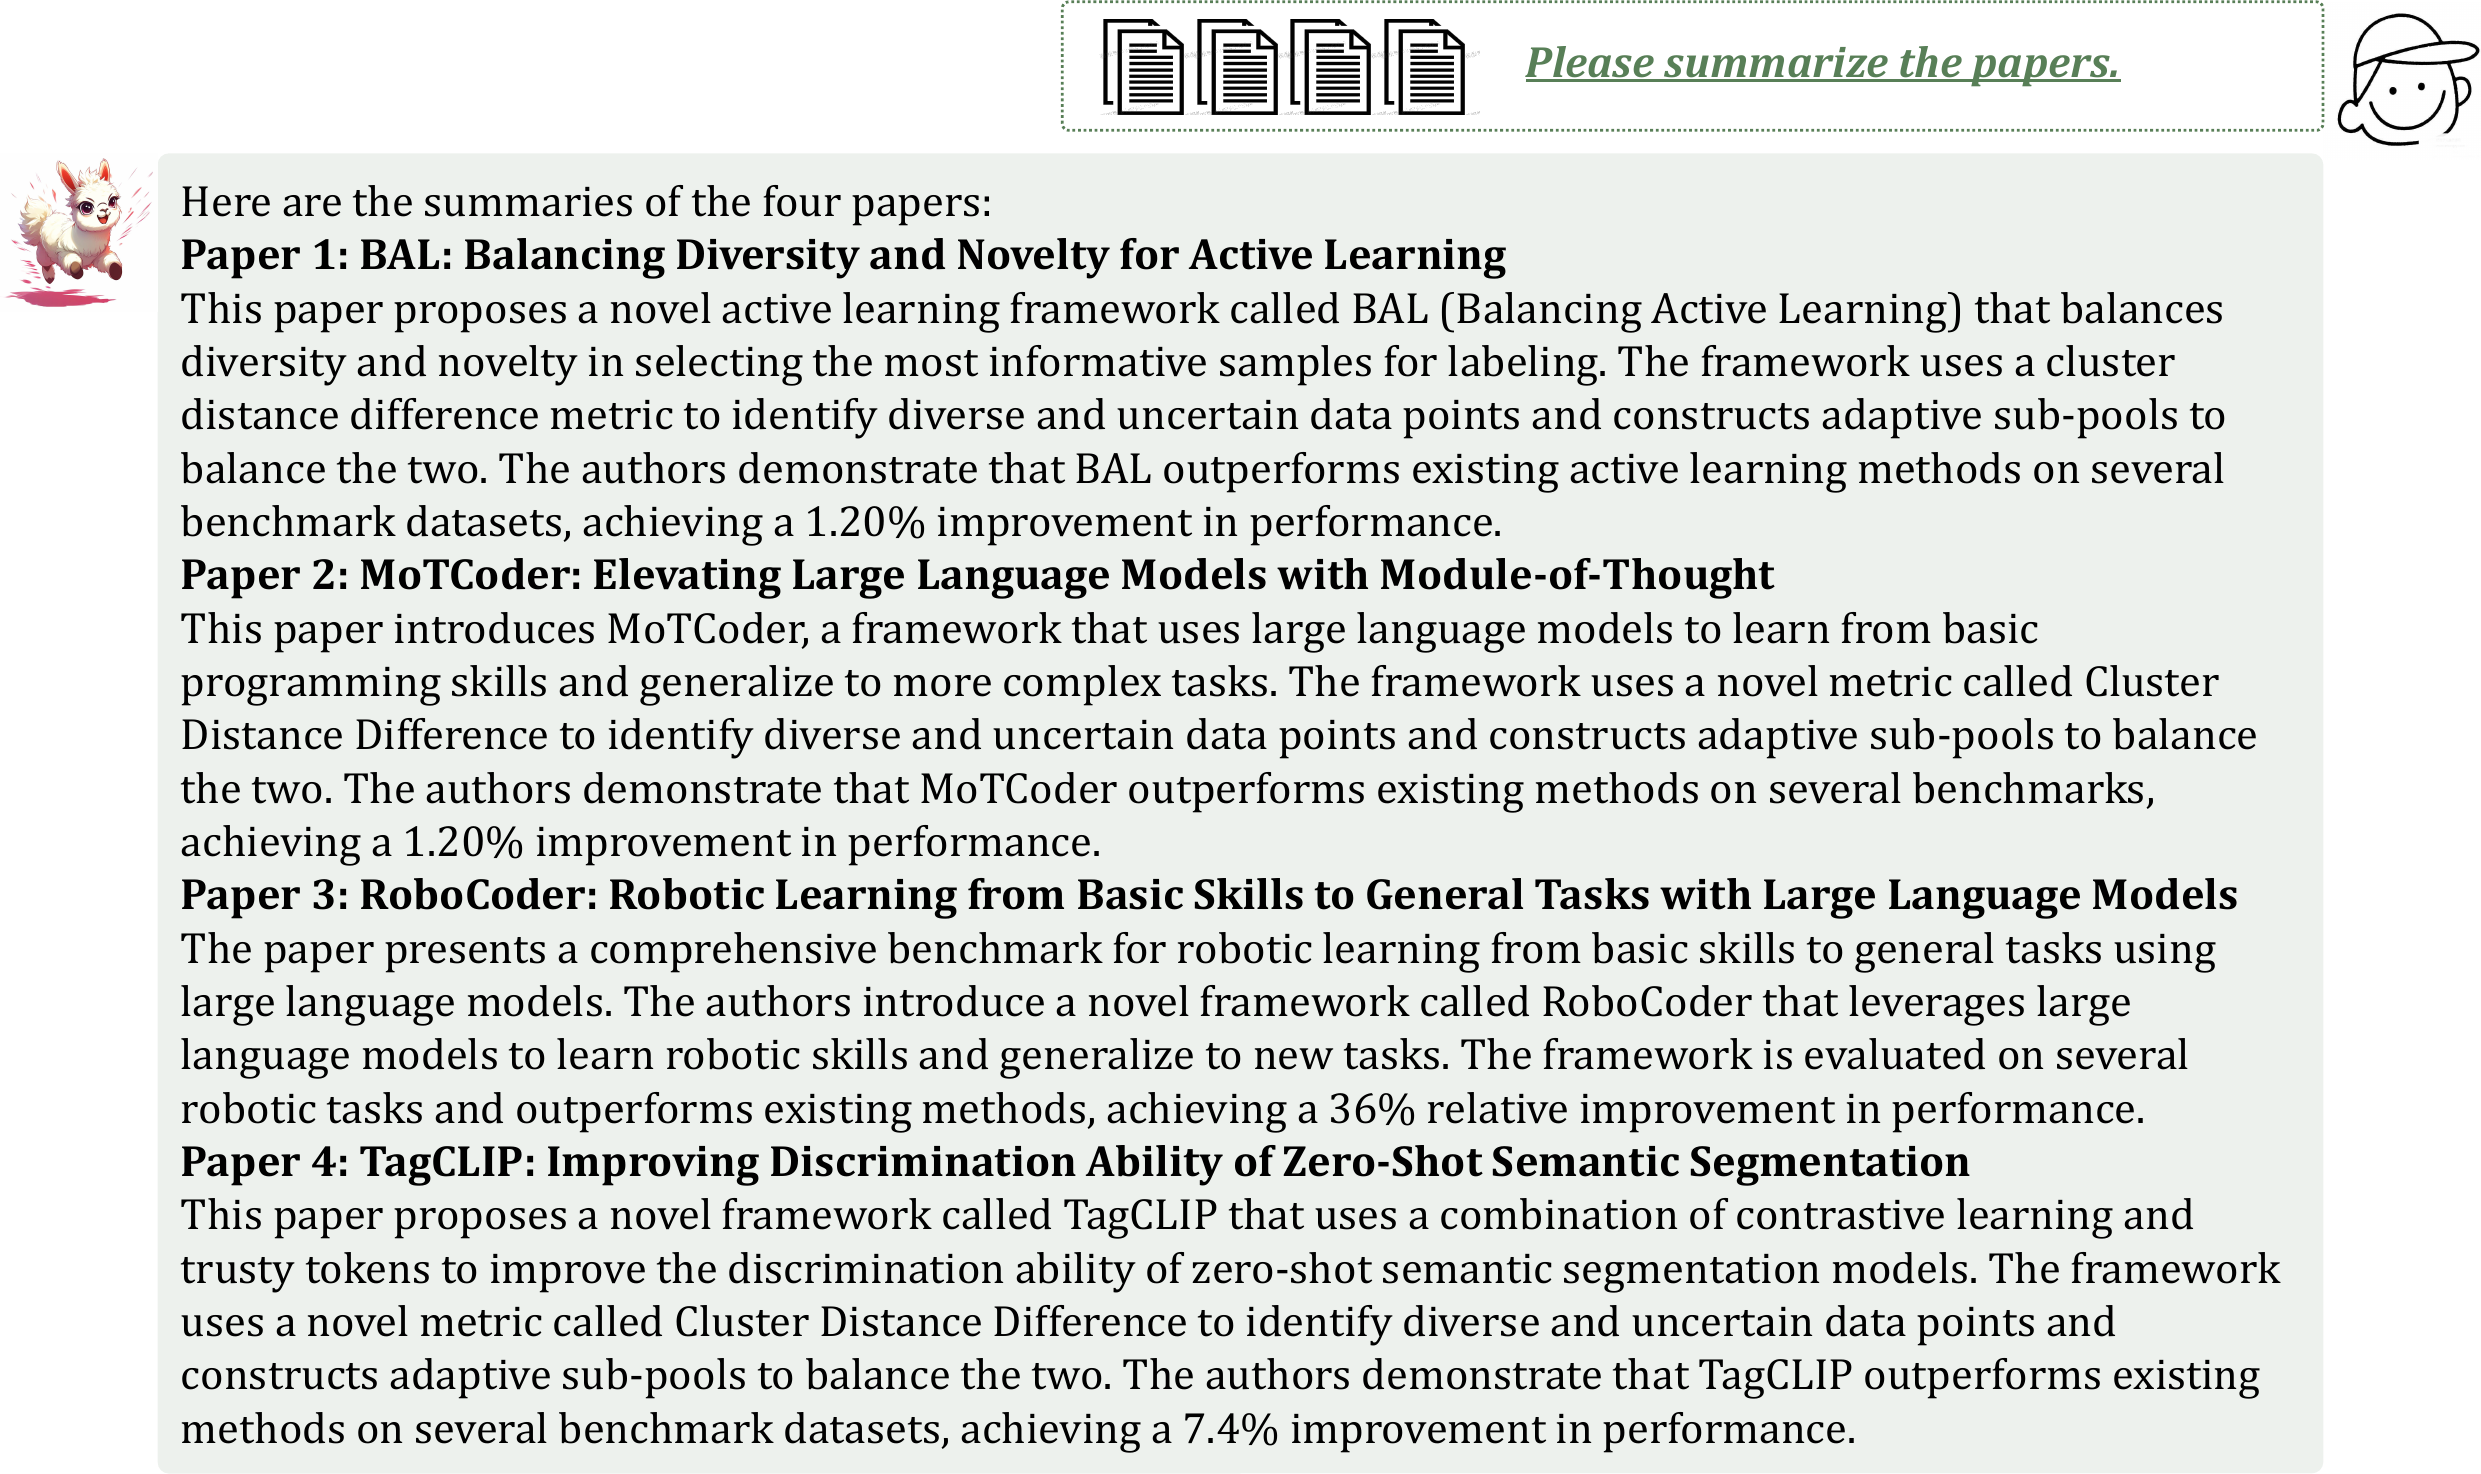 Please summarize the papers.
Here are the summaries of the four papers:
Paper 1: BAL: Balancing Diversity and Novelty for Active Learning
This paper proposes a novel active learning framework called BAL (Balancing Active Learning) that balances
diversity and novelty in selecting the most informative samples for labeling. The framework uses a cluster
distance difference metric to identify diverse and uncertain data points and constructs adaptive sub-pools to
balance the two. The authors demonstrate that BAL outperforms existing active learning methods on several
benchmark datasets, achieving a 1.20% improvement in performance.
Paper 2: MoTCoder: Elevating Large Language Models with Module-of-Thought
This paper introduces MoTCoder, a framework that uses large language models to learn from basic
programming skills and generalize to more complex tasks. The framework uses a novel metric called Cluster
Distance Difference to identify diverse and uncertain data points and constructs adaptive sub-pools to balance
the two. The authors demonstrate that MoTCoder outperforms existing methods on several benchmarks,
achieving a 1.20% improvement in performance.
Paper 3: RoboCoder: Robotic Learning from Basic Skills to General Tasks with Large Language Models
The paper presents a comprehensive benchmark for robotic learning from basic skills to general tasks using
large language models. The authors introduce a novel framework called RoboCoder that leverages large
language models to learn robotic skills and generalize to new tasks. The framework is evaluated on several
robotic tasks and outperforms existing methods, achieving a 36% relative improvement in performance.
Paper 4: TagCLIP: Improving Discrimination Ability of Zero-Shot Semantic Segmentation
This paper proposes a novel framework called TagCLIP that uses a combination of contrastive learning and
trusty tokens to improve the discrimination ability of zero-shot semantic segmentation models. The framework
uses a novel metric called Cluster Distance Difference to identify diverse and uncertain data points and
constructs adaptive sub-pools to balance the two. The authors demonstrate that TagCLIP outperforms existing
methods on several benchmark datasets, achieving a 7.4% improvement in performance.